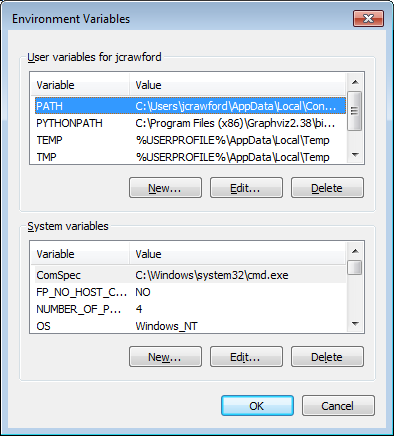 Environment Variables
User variables for jcrawford
Variable Value
PATH C:\Users\jcrawford\AppData\Local\Con...
PYTHONPATH C:\Program Files (x86)\Graphviz2.38\bi...
TEMP %USERPROFILE%\AppData\Local\Temp
TMP %USERPROFILE%\AppData\Local\Temp
New... Edit... Delete
System variables
Variable Value
ComSpec C:\Windows\system32\cmd.exe
FP_NO_HOST_C... NO
NUMBER_OF_P... 4
OS Windows_NT
New... Edit... Delete
OK Cancel